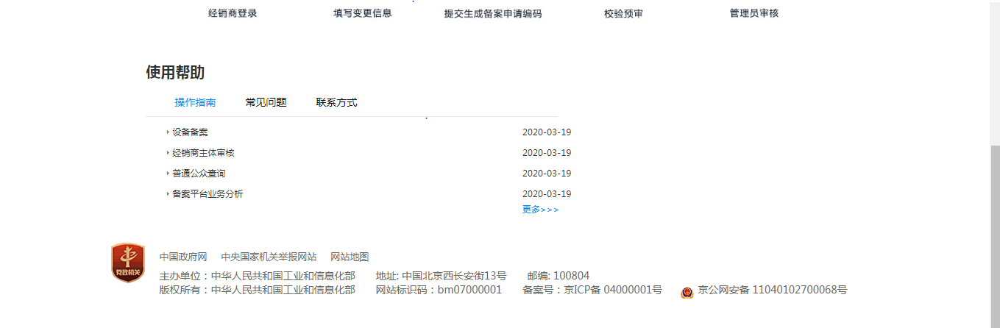 经销商登录 填写变更信息 提交生成备案申请编码 校验预审 管理员审核
使用帮助
操作指南 常见问题 联系方式
设备备案 2020-03-19
经销商主体审核 2020-03-19
普通公众查询 2020-03-19
备案平台业务分析 2020-03-19
更多>>>
党政机关
中国政府网 中央国家机关举报网站 网站地图
主办单位：中华人民共和国工业和信息化部 地址: 中国北京西长安街13号 邮编: 100804
版权所有：中华人民共和国工业和信息化部 网站标识码：bm07000001 备案号：京ICP备 04000001号 京公网安备 11040102700068号